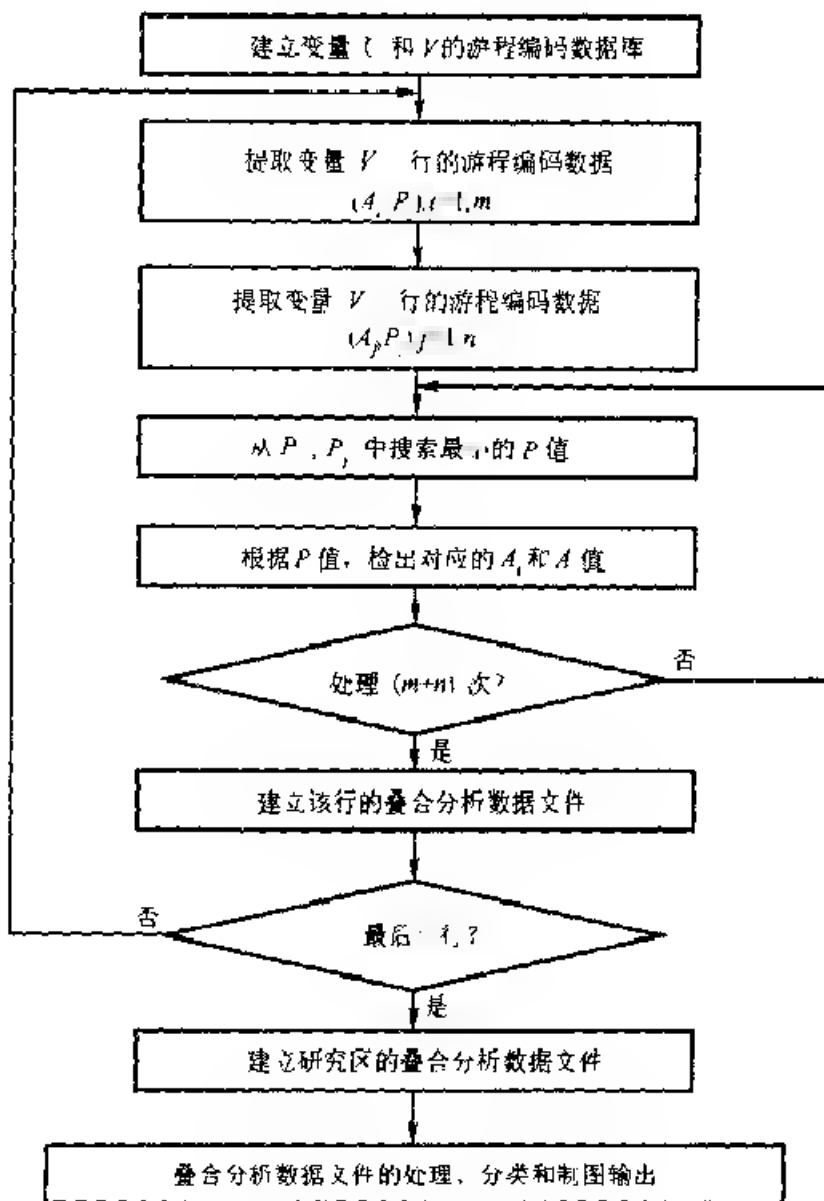 建立变量 和 V的游程编码数据库
提取变量 V 行的游程编码数据
(A, P), =1, m
提取变量 V 行的游程编码数据
(Aj, P) j=1 n
从 P , Pj 中搜索最 的 P 值
根据 P 值，检出对应的 Ai 和 A 值
处理 (m+n) 次?
否
是
建立该行的叠合分析数据文件
否
最后 ?
是
建立研究区的叠合分析数据文件
叠合分析数据文件的处理、分类和制图输出